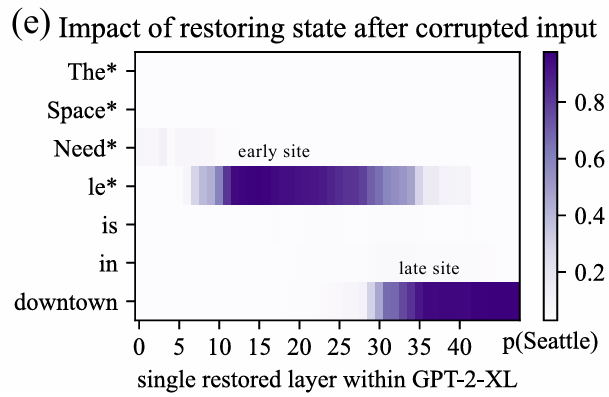 (e) Impact of restoring state after corrupted input
The*
Space*
Need*
early site
le*
is
in
late site
downtown
0.8
0.6
0.4
0.2
0 5 10 15 20 25 30 35 40 p(Seattle)
single restored layer within GPT-2-XL